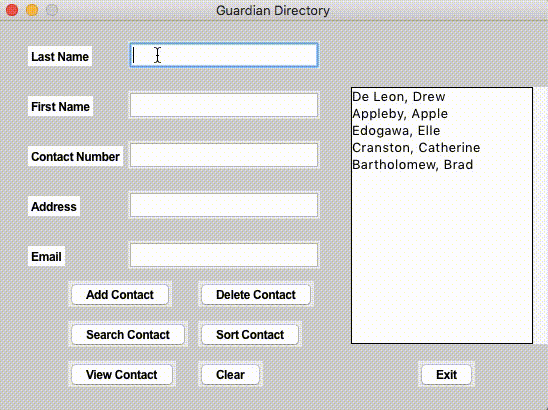 Guardian Directory
Last Name
First Name
Contact Number
Address
Email
De Leon, Drew
Appleby, Apple
Edogawa, Elle
Cranston, Catherine
Bartholomew, Brad
Add Contact
Delete Contact
Search Contact
Sort Contact
View Contact
Clear
Exit